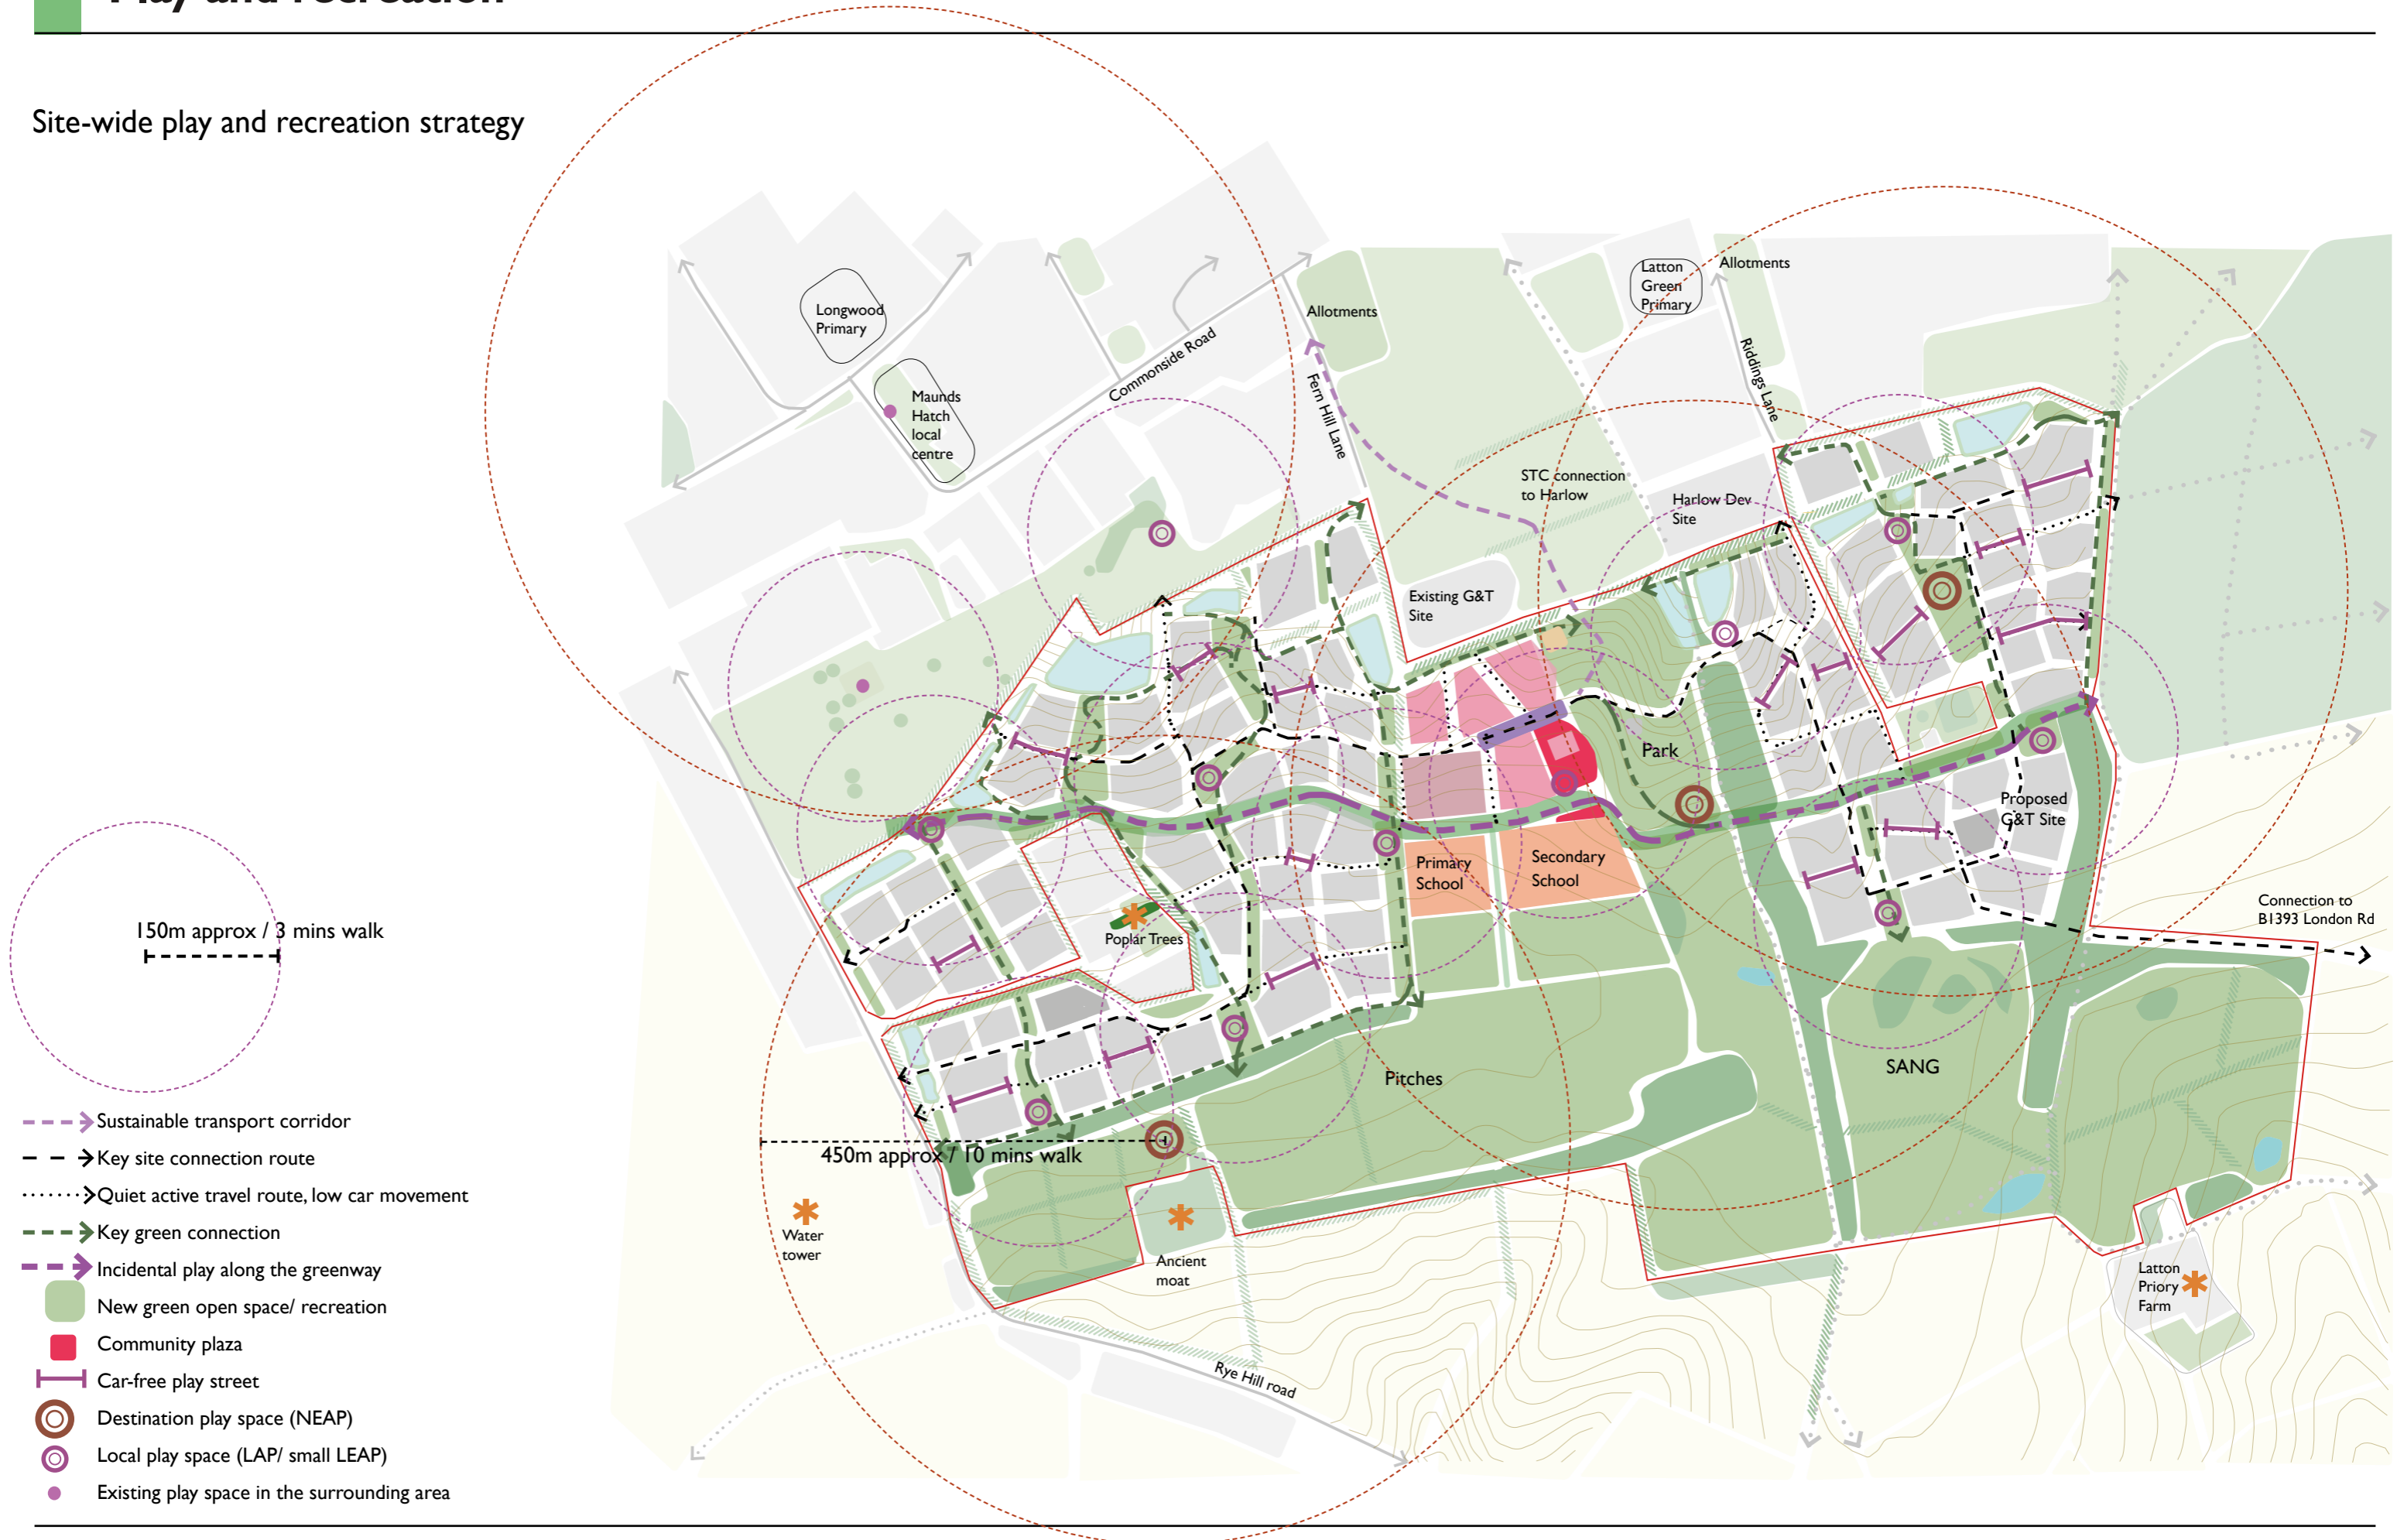 Play and recreation
Site-wide play and recreation strategy
Longwood
Primary
Maunds
Hatch
local
centre
Commonside Road
Allotments
Fern Hill Lane
Latton
Green
Primary
Allotments
Riddings Lane
STC connection
to Harlow
Harlow Dev
Site
Existing G&T
Site
Park
Proposed
G&T Site
Primary
School
Secondary
School
Connection to
B1393 London Rd
Poplar Trees
Pitches
SANG
150m approx / 3 mins walk
450m approx / 10 mins walk
Water
tower
Ancient
moat
Latton
Priory
Farm
Rye Hill road
Sustainable transport corridor
Key site connection route
Quiet active travel route, low car movement
Key green connection
Incidental play along the greenway
New green open space/ recreation
Community plaza
Car-free play street
Destination play space (NEAP)
Local play space (LAP/ small LEAP)
Existing play space in the surrounding area